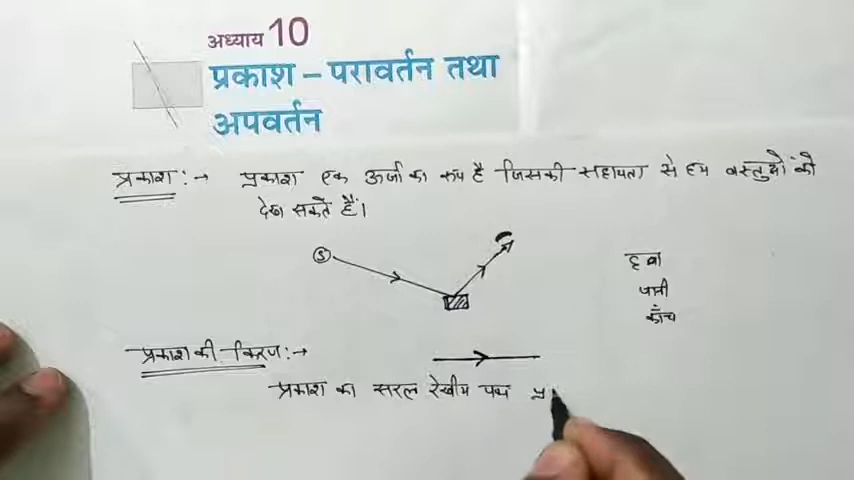 अध्याय 10
प्रकाश – परावर्तन तथा
अपवर्तन
प्रकाश :→ प्रकाश एक ऊर्जा का रूप है जिसकी सहायता से हम वस्तुओं को
देख सकते हैं।
S
हवा
पानी
काँच
प्रकाश की किरण :→
प्रकाश का सरल रेखीय पथ